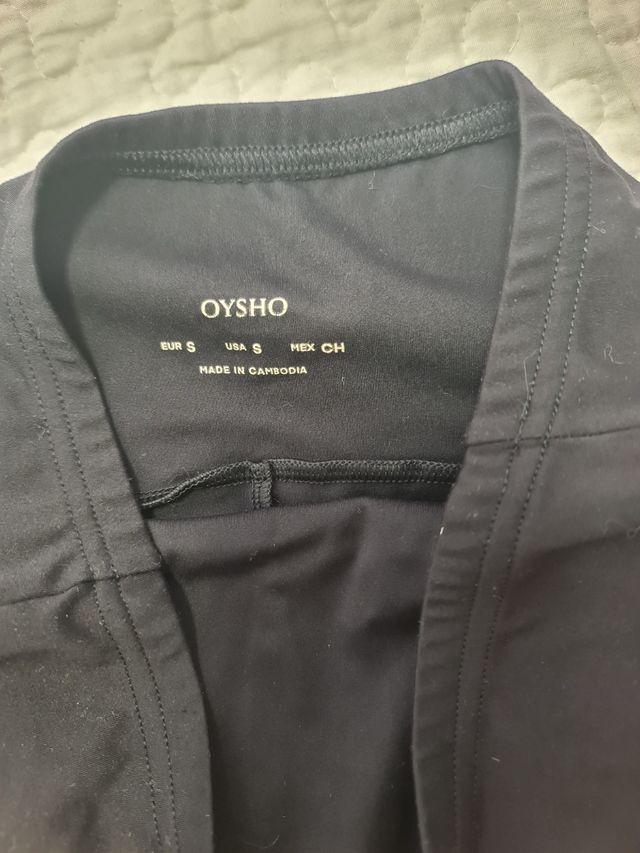 OYSHO
EUR S USA S MEX CH
MADE IN CAMBODIA